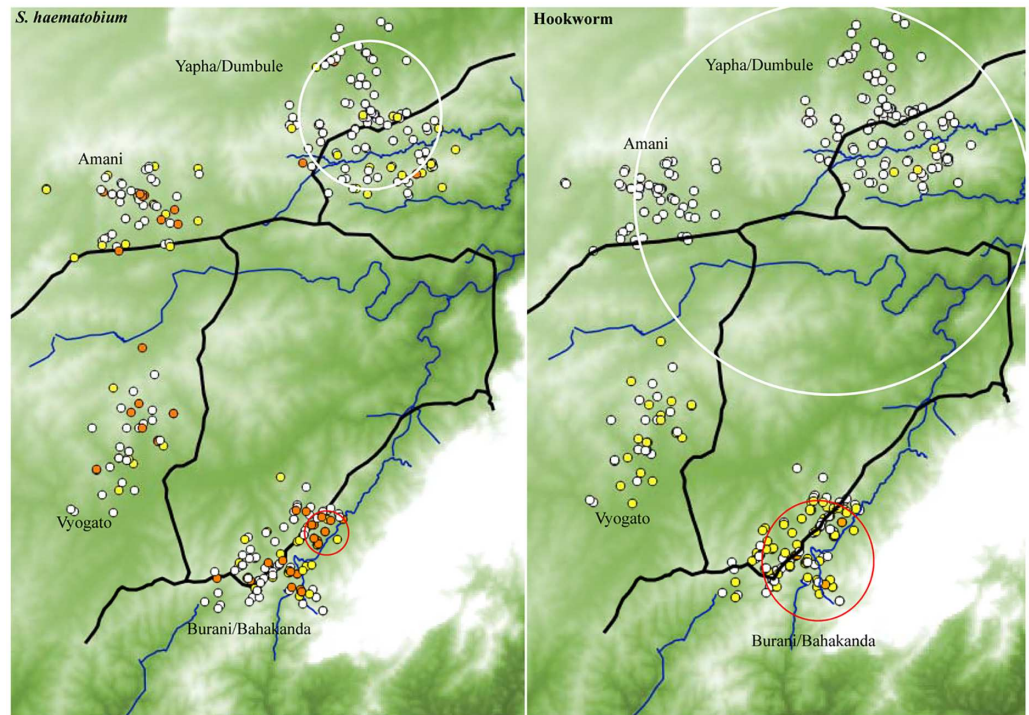 S. haematobium
Yapha/Dumbule
Amani
Vyogato
Burani/Bahakanda
Hookworm
Yapha/Dumbule
Amani
Vyogato
Burani/Bahakanda